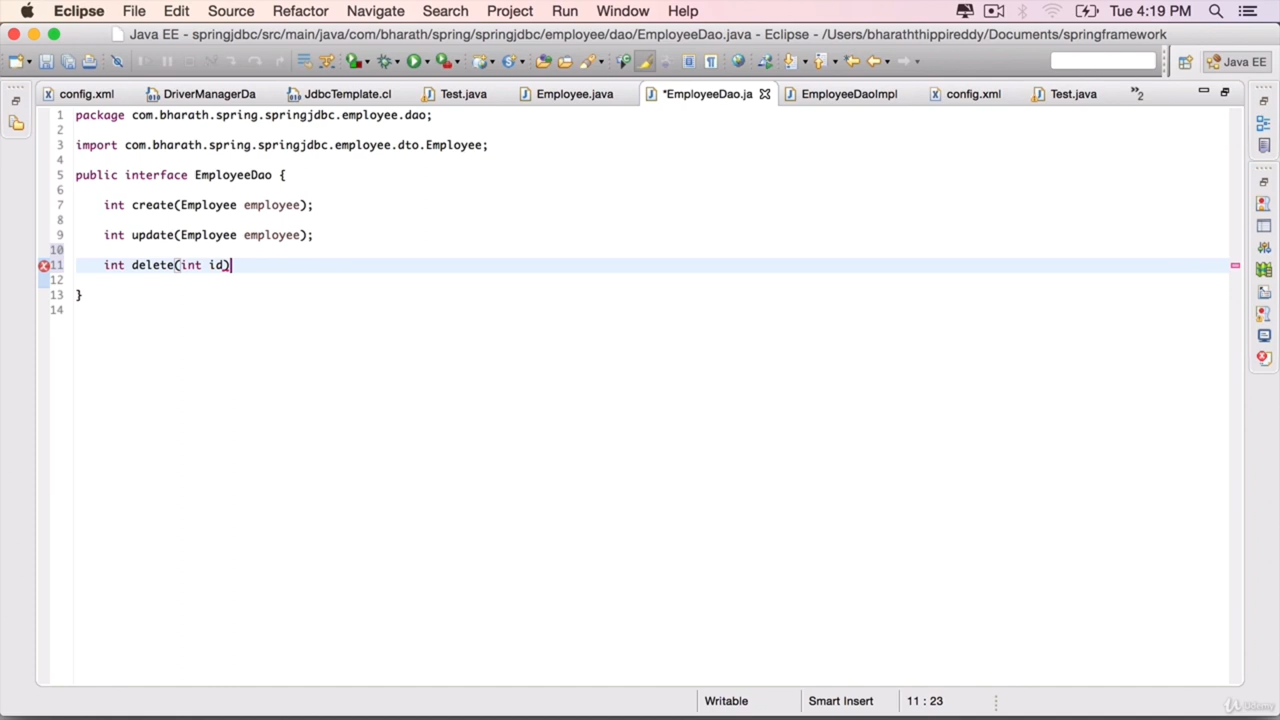 Eclipse File Edit Source Refactor Navigate Search Project Run Window Help Tue 4:19 PM
Java EE - springjdbc/src/main/java/com/bharath/spring/springjdbc/employee/dao/EmployeeDao.java - Eclipse - /Users/bharaththippireddy/Documents/springframework
Java EE
config.xml DriverManagerDa JdbcTemplate.cl Test.java Employee.java *EmployeeDao.ja EmployeeDaoImpl config.xml Test.java »2
1 package com.bharath.spring.springjdbc.employee.dao;
2
3 import com.bharath.spring.springjdbc.employee.dto.Employee;
4
5 public interface EmployeeDao {
6
7 int create(Employee employee);
8
9 int update(Employee employee);
10
11 int delete(int id)
12
13 }
14
Writable Smart Insert 11 : 23
Udemy